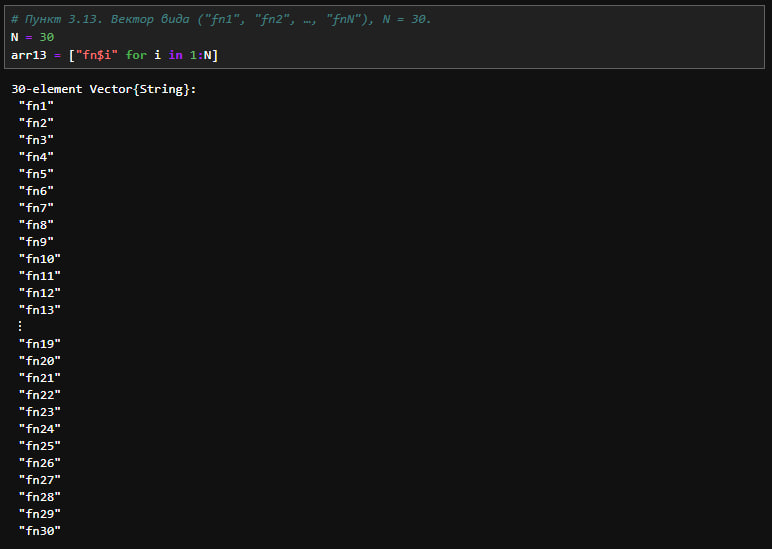 # Пункт 3.13. Вектор вида ("fn1", "fn2", …, "fnN"), N = 30.
N = 30
arr13 = ["fn$i" for i in 1:N]
30-element Vector{String}:
"fn1"
"fn2"
"fn3"
"fn4"
"fn5"
"fn6"
"fn7"
"fn8"
"fn9"
"fn10"
"fn11"
"fn12"
"fn13"
⋮
"fn19"
"fn20"
"fn21"
"fn22"
"fn23"
"fn24"
"fn25"
"fn26"
"fn27"
"fn28"
"fn29"
"fn30"